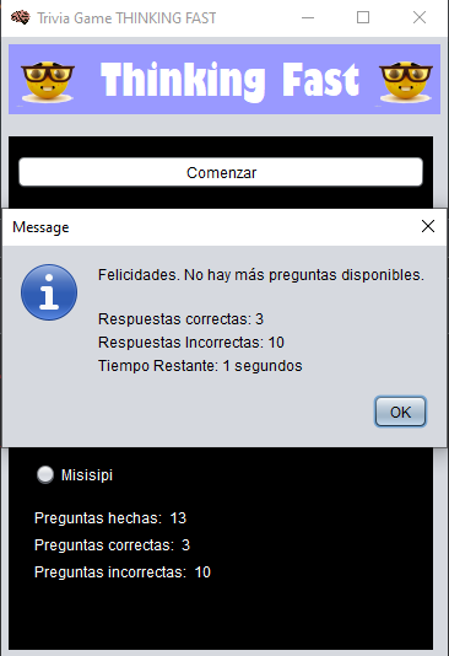 Trivia Game THINKING FAST
Thinking Fast
Comenzar
Message
Felicidades. No hay más preguntas disponibles.
Respuestas correctas: 3
Respuestas Incorrectas: 10
Tiempo Restante: 1 segundos
OK
Misisipi
Preguntas hechas: 13
Preguntas correctas: 3
Preguntas incorrectas: 10